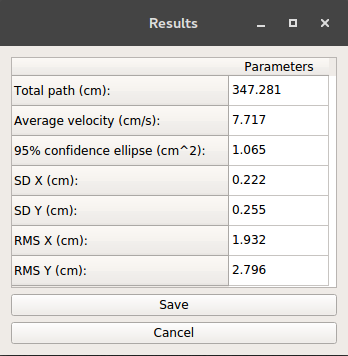 Results
Parameters
Total path (cm): 347.281
Average velocity (cm/s): 7.717
95% confidence ellipse (cm^2): 1.065
SD X (cm): 0.222
SD Y (cm): 0.255
RMS X (cm): 1.932
RMS Y (cm): 2.796
Save
Cancel